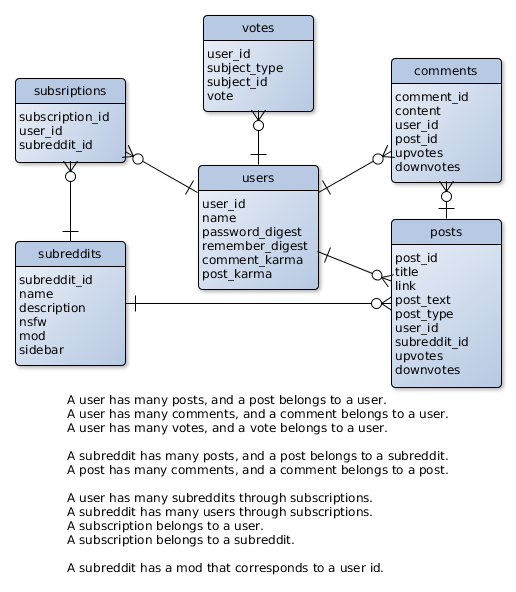 votes
user_id
subject_type
subject_id
vote
comments
comment_id
content
user_id
post_id
upvotes
downvotes
subsriptions
subscription_id
user_id
subreddit_id
users
user_id
name
password_digest
remember_digest
comment_karma
post_karma
subreddits
subreddit_id
name
description
nsfw
mod
sidebar
posts
post_id
title
link
post_text
post_type
user_id
subreddit_id
upvotes
downvotes
A user has many posts, and a post belongs to a user.
A user has many comments, and a comment belongs to a user.
A user has many votes, and a vote belongs to a user.
A subreddit has many posts, and a post belongs to a subreddit.
A post has many comments, and a comment belongs to a post.
A user has many subreddits through subscriptions.
A subreddit has many users through subscriptions.
A subscription belongs to a user.
A subscription belongs to a subreddit.
A subreddit has a mod that corresponds to a user id.